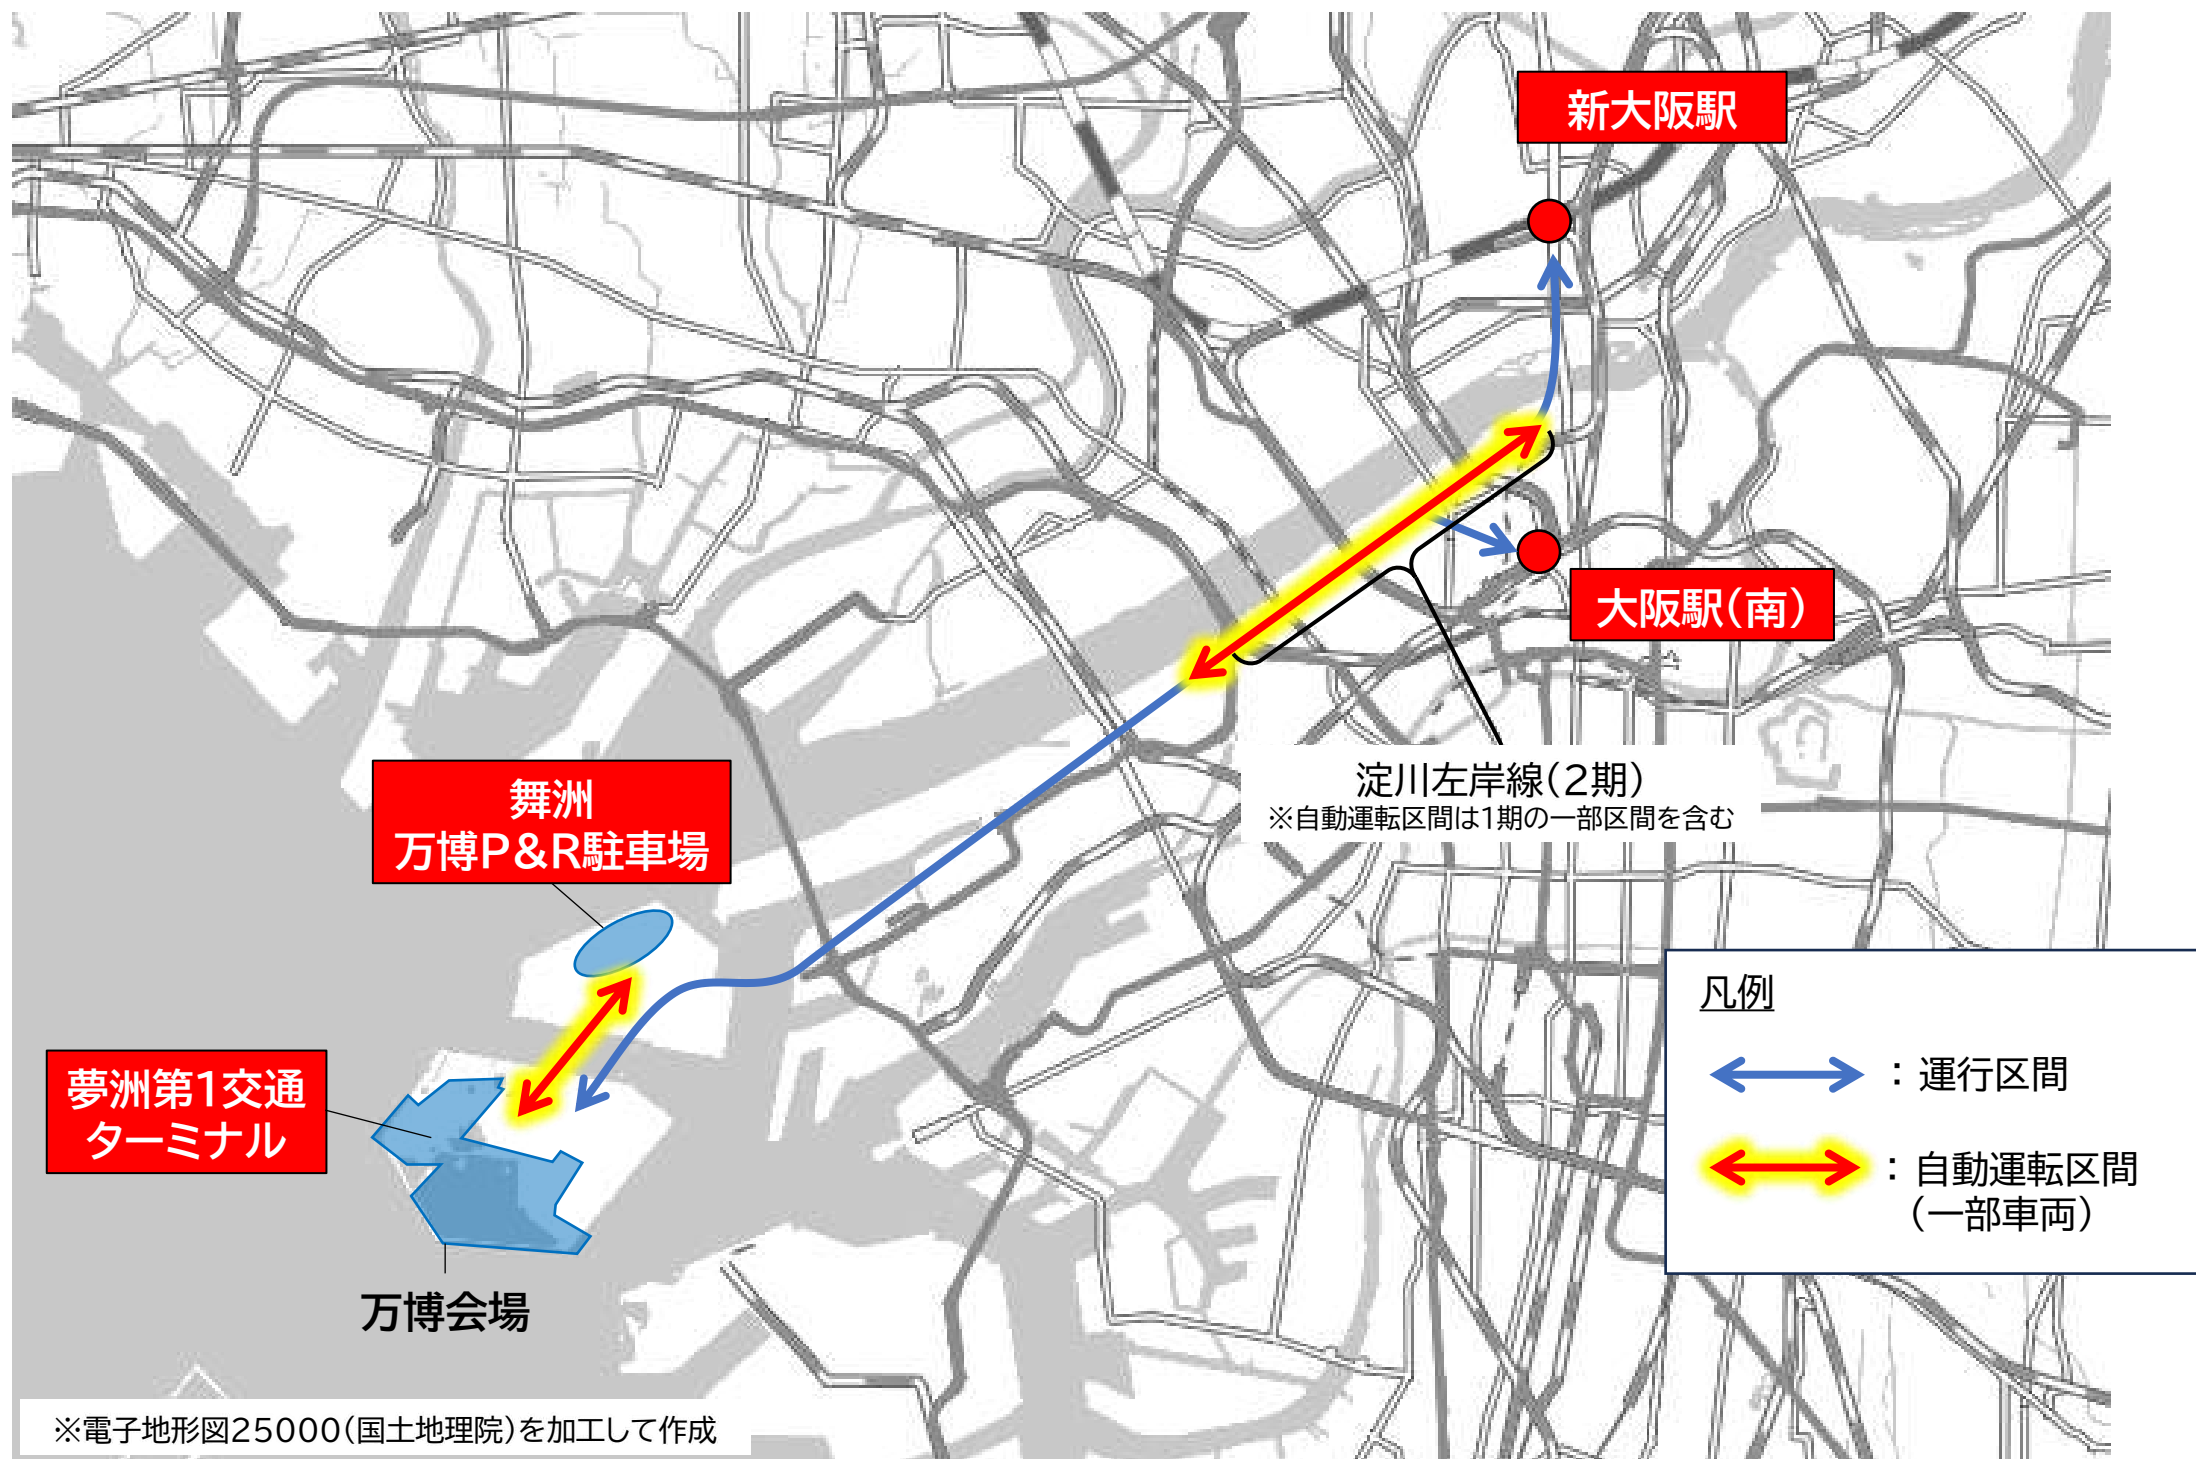 新大阪駅
大阪駅(南)
淀川左岸線(2期)
※自動運転区間は1期の一部区間を含む
舞洲
万博P&R駐車場
夢洲第1交通
ターミナル
万博会場
凡例
:運行区間
:自動運転区間
(一部車両)
※電子地形図25000(国土地理院)を加工して作成